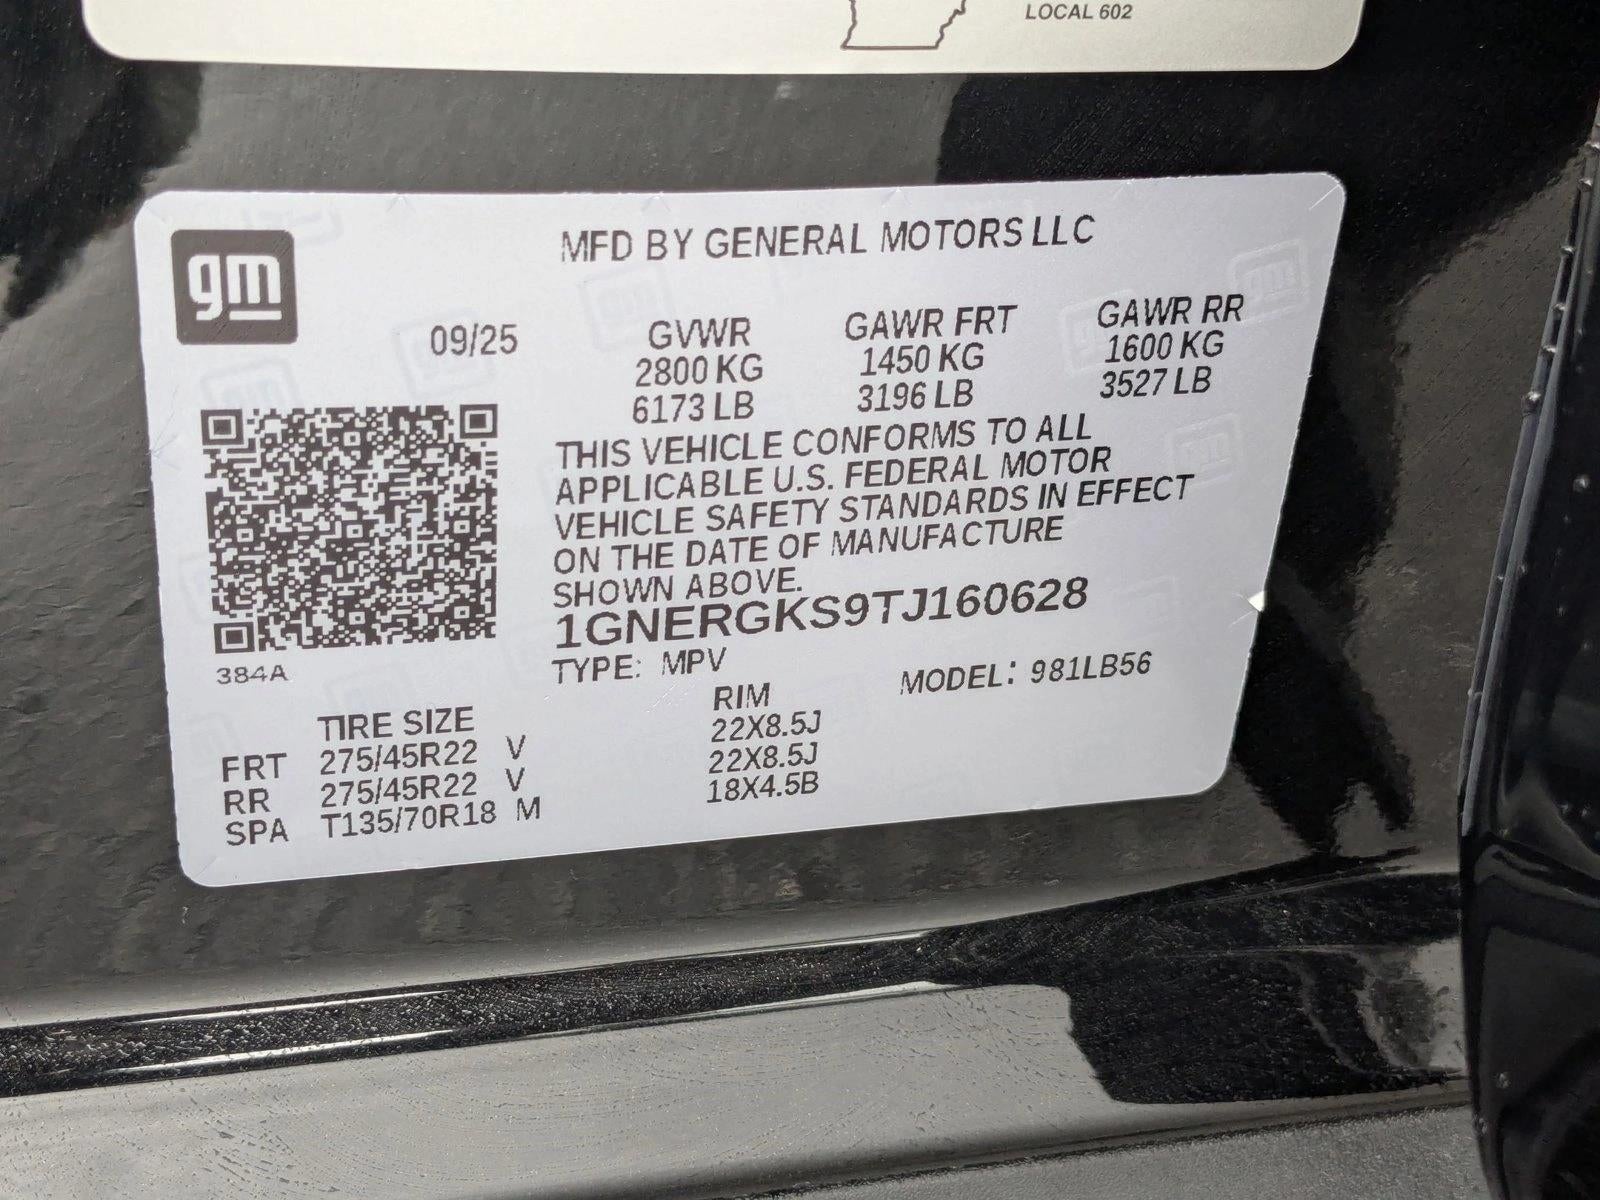 LOCAL 602
gm
MFD BY GENERAL MOTORS LLC
09/25 GVWR GAWR FRT GAWR RR
2800 KG 1450 KG 1600 KG
6173 LB 3196 LB 3527 LB
THIS VEHICLE CONFORMS TO ALL
APPLICABLE U.S. FEDERAL MOTOR
VEHICLE SAFETY STANDARDS IN EFFECT
ON THE DATE OF MANUFACTURE
SHOWN ABOVE.
1GNERGKS9TJ160628
384A
TYPE: MPV MODEL: 981LB56
TIRE SIZE RIM
FRT 275/45R22 V 22X8.5J
RR 275/45R22 V 22X8.5J
SPA T135/70R18 M 18X4.5B